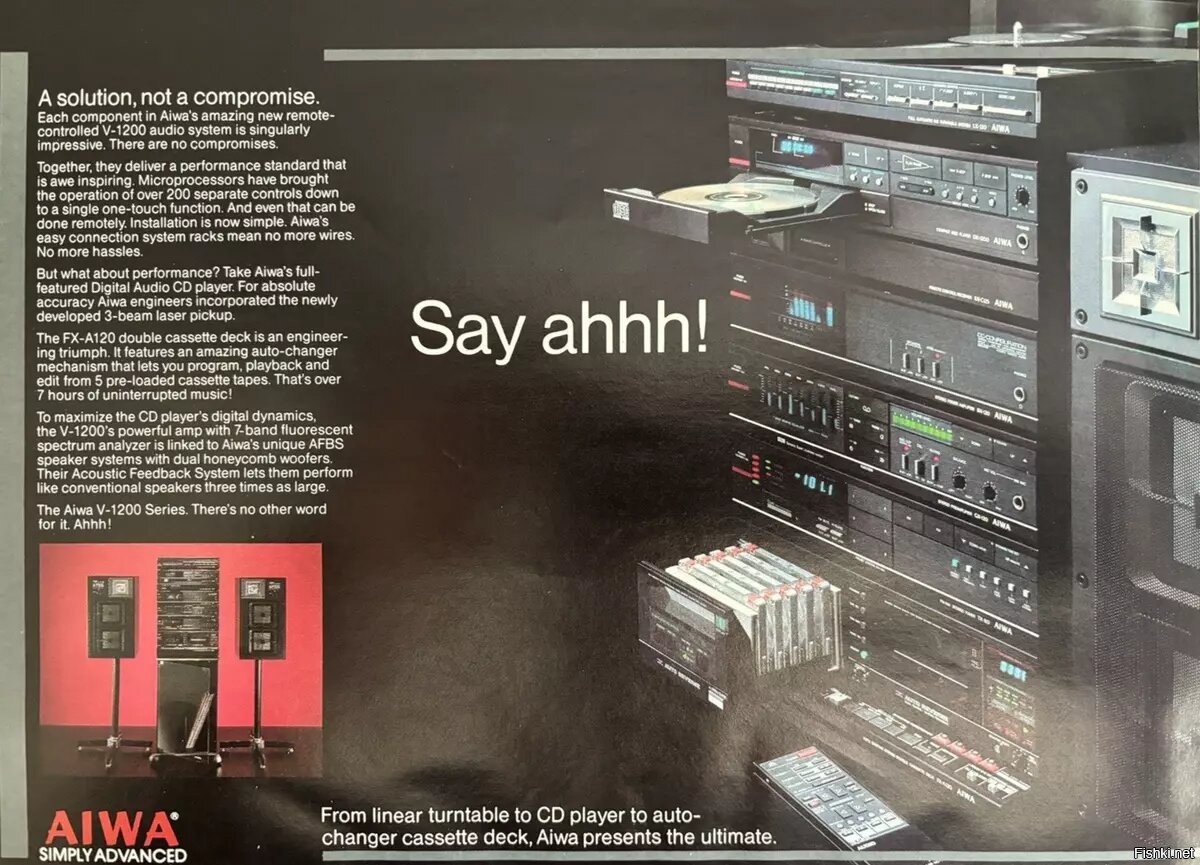 A solution, not a compromise.
Each component in Aiwa's amazing new remote-
controlled V-1200 audio system is singularly
impressive. There are no compromises.
Together, they deliver a performance standard that
is awe inspiring. Microprocessors have brought
the operation of over 200 separate controls down
to a single one-touch function. And even that can be
done remotely. Installation is now simple. Aiwa's
easy connection system racks mean no more wires.
No more hassles.
But what about performance? Take Aiwa's full-
featured Digital Audio CD player. For absolute
accuracy Aiwa engineers incorporated the newly
developed 3-beam laser pickup.
The FX-A120 double cassette deck is an engineer-
ing triumph. It features an amazing auto-changer
mechanism that lets you program, playback and
edit from 5 pre-loaded cassette tapes. That's over
7 hours of uninterrupted music!
To maximize the CD player's digital dynamics,
the V-1200's powerful amp with 7-band fluorescent
spectrum analyzer is linked to Aiwa's unique AFBS
speaker systems with dual honeycomb woofers.
Their Acoustic Feedback System lets them perform
like conventional speakers three times as large.
The Aiwa V-1200 Series. There's no other word
for it. Ahhh!
Say ahhh!
AIWA
AIWA
AIWA
AIWA
AIWA
101.1
AIWA
AIWA
AIWA®
SIMPLY ADVANCED
From linear turntable to CD player to auto-
changer cassette deck, Aiwa presents the ultimate.
Fishki.net